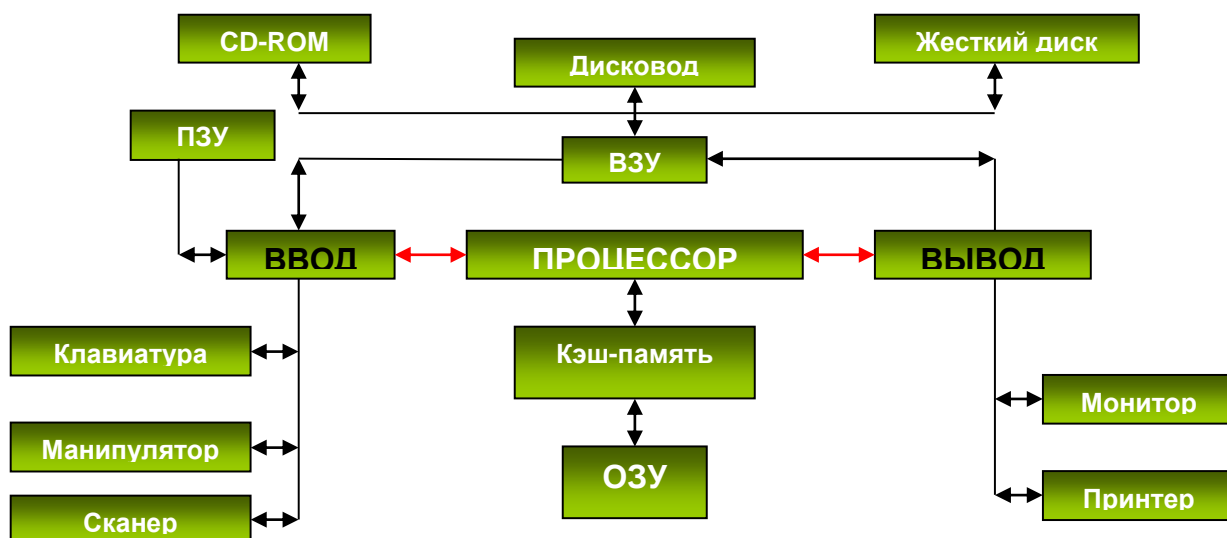 CD-ROM
Жесткий диск
Дисковод
ПЗУ
ВЗУ
ВВОД
ПРОЦЕССОР
ВЫВОД
Клавиатура
Кэш-память
Монитор
Манипулятор
ОЗУ
Принтер
Сканер